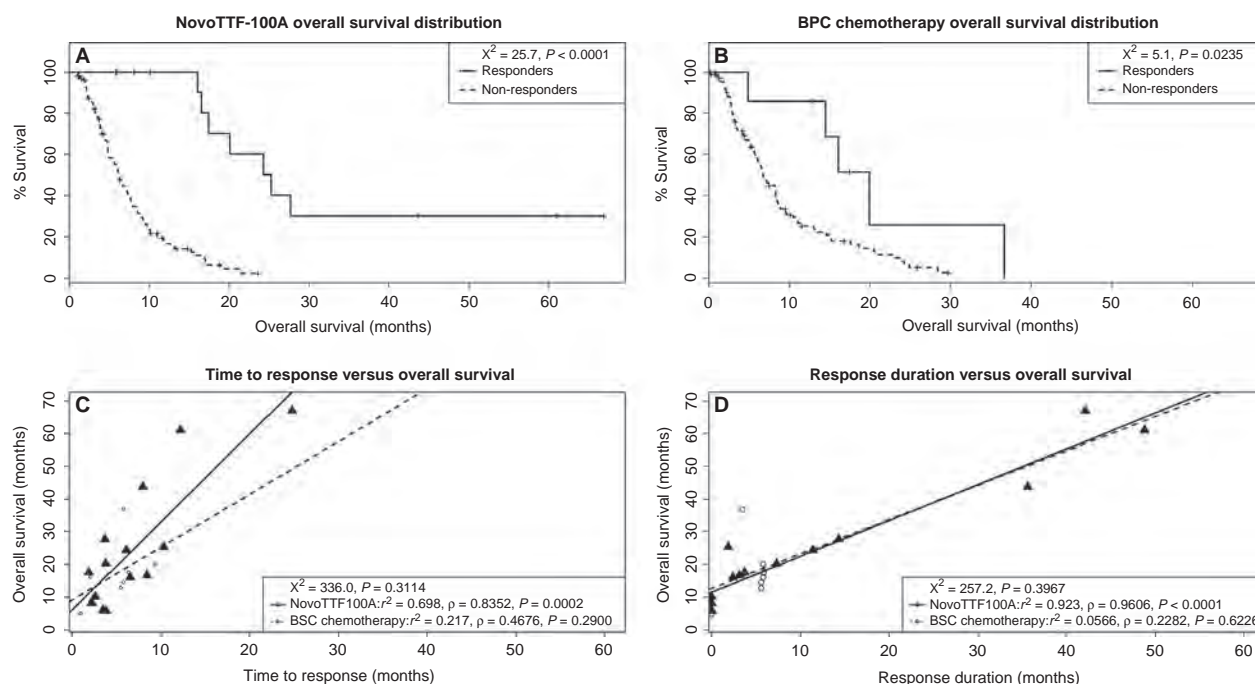 NovoTTF-100A overall survival distribution
A
X² = 25.7, P < 0.0001
Responders
Non-responders
% Survival
100
80
60
40
20
0
0 10 20 30 40 50 60
Overall survival (months)
BPC chemotherapy overall survival distribution
B
X² = 5.1, P = 0.0235
Responders
Non-responders
% Survival
100
80
60
40
20
0
0 10 20 30 40 50 60
Overall survival (months)
Time to response versus overall survival
C
Overall survival (months)
70
60
50
40
30
20
10
0
X² = 336.0, P = 0.3114
NovoTTF100A:r² = 0.698, ρ = 0.8352, P = 0.0002
BSC chemotherapy:r² = 0.217, ρ = 0.4676, P = 0.2900
0 10 20 30 40 50 60
Time to response (months)
Response duration versus overall survival
D
Overall survival (months)
70
60
50
40
30
20
10
0
X² = 257.2, P = 0.3967
NovoTTF100A:r² = 0.923, ρ = 0.9606, P < 0.0001
BSC chemotherapy:r² = 0.0566, ρ = 0.2282, P = 0.6226
0 10 20 30 40 50 60
Response duration (months)